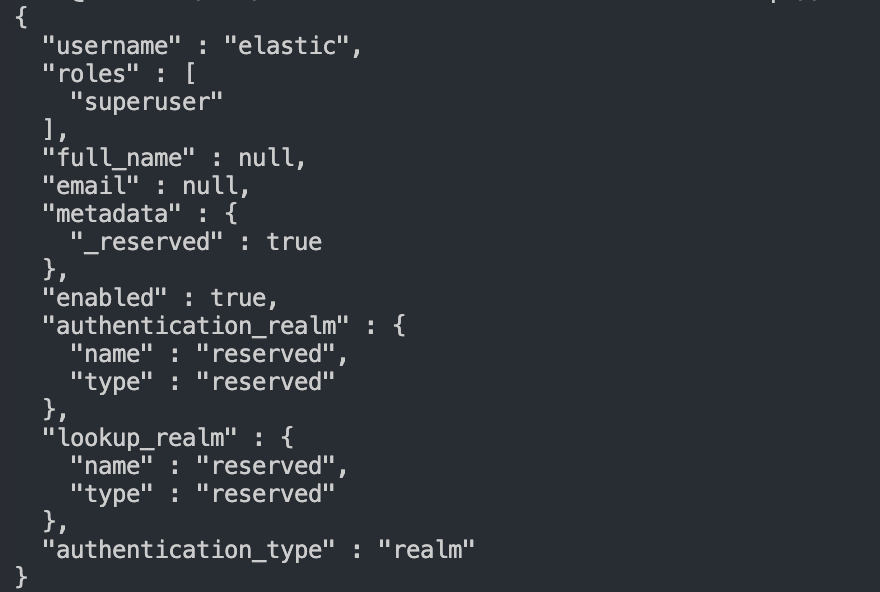 {
  "username" : "elastic",
  "roles" : [
    "superuser"
  ],
  "full_name" : null,
  "email" : null,
  "metadata" : {
    "_reserved" : true
  },
  "enabled" : true,
  "authentication_realm" : {
    "name" : "reserved",
    "type" : "reserved"
  },
  "lookup_realm" : {
    "name" : "reserved",
    "type" : "reserved"
  },
  "authentication_type" : "realm"
}